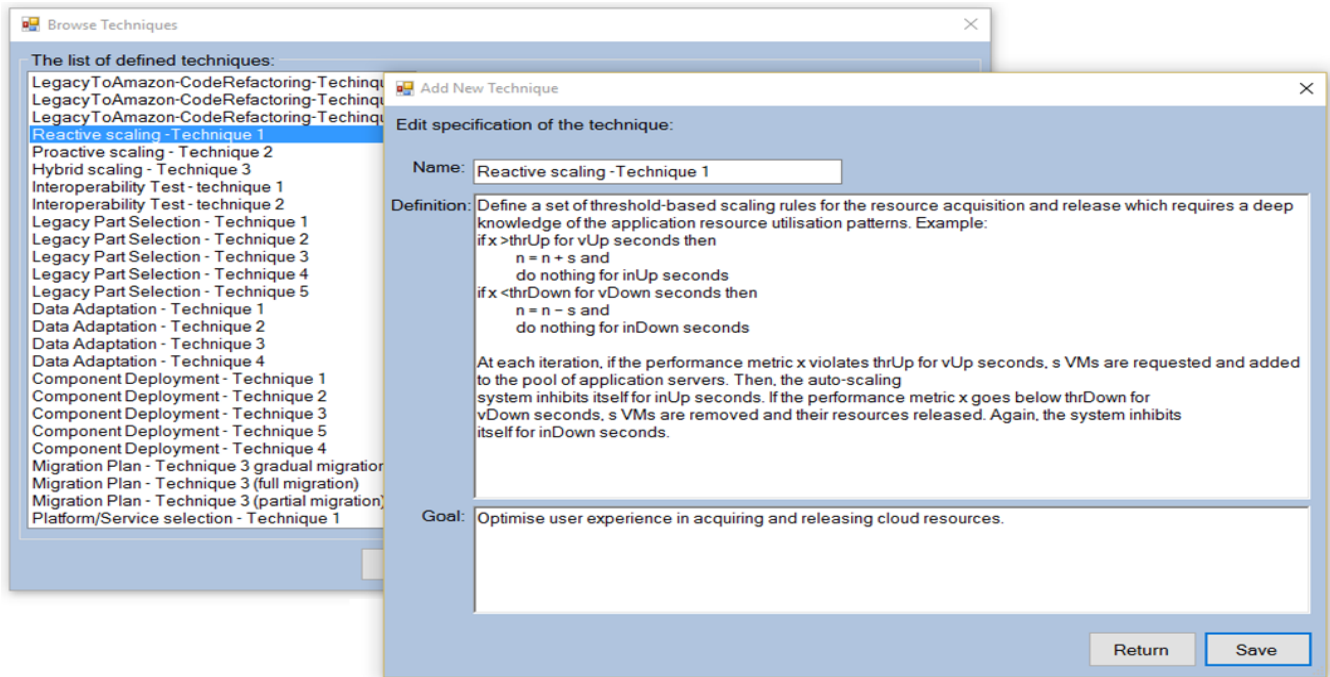 Browse Techniques
The list of defined techniques:
LegacyToAmazon-CodeRefactoring-Techinqu
LegacyToAmazon-CodeRefactoring-Techinqu
LegacyToAmazon-CodeRefactoring-Techinqu
Reactive scaling -Technique 1
Proactive scaling - Technique 2
Hybrid scaling - Technique 3
Interoperability Test - technique 1
Interoperability Test - technique 2
Legacy Part Selection - Technique 1
Legacy Part Selection - Technique 2
Legacy Part Selection - Technique 3
Legacy Part Selection - Technique 4
Legacy Part Selection - Technique 5
Data Adaptation - Technique 1
Data Adaptation - Technique 2
Data Adaptation - Technique 3
Data Adaptation - Technique 4
Component Deployment - Technique 1
Component Deployment - Technique 2
Component Deployment - Technique 3
Component Deployment - Technique 5
Component Deployment - Technique 4
Migration Plan - Technique 3 gradual migration
Migration Plan - Technique 3 (full migration)
Migration Plan - Technique 3 (partial migration)
Platform/Service selection - Technique 1
Add New Technique
Edit specification of the technique:
Name: Reactive scaling -Technique 1
Definition: Define a set of threshold-based scaling rules for the resource acquisition and release which requires a deep
knowledge of the application resource utilisation patterns. Example:
if x >thrUp for vUp seconds then
n = n + s and
do nothing for inUp seconds
if x <thrDown for vDown seconds then
n = n − s and
do nothing for inDown seconds
At each iteration, if the performance metric x violates thrUp for vUp seconds, s VMs are requested and added
to the pool of application servers. Then, the auto-scaling
system inhibits itself for inUp seconds. If the performance metric x goes below thrDown for
vDown seconds, s VMs are removed and their resources released. Again, the system inhibits
itself for inDown seconds.
Goal: Optimise user experience in acquiring and releasing cloud resources.
Return Save